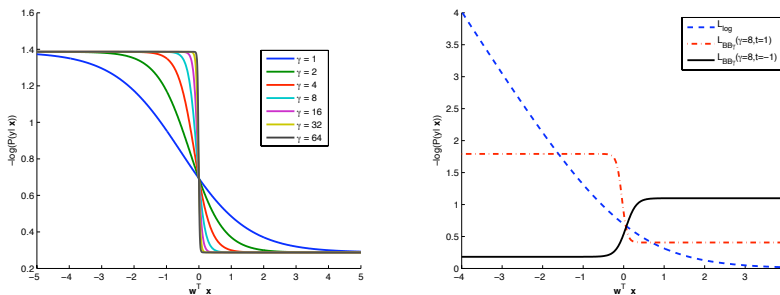 1.6
1.4
1.2
1
0.8
0.6
0.4
0.2
−5 −4 −3 −2 −1 0 1 2 3 4 5
−log(P(y| x))
w^T x
γ = 1
γ = 2
γ = 4
γ = 8
γ = 16
γ = 32
γ = 64
4
3.5
3
2.5
2
1.5
1
0.5
0
−4 −3 −2 −1 0 1 2 3
−log(P(y| x))
w^T x
L_log
L_BBγ(γ=8,t=1)
L_BBγ(γ=8,t=−1)